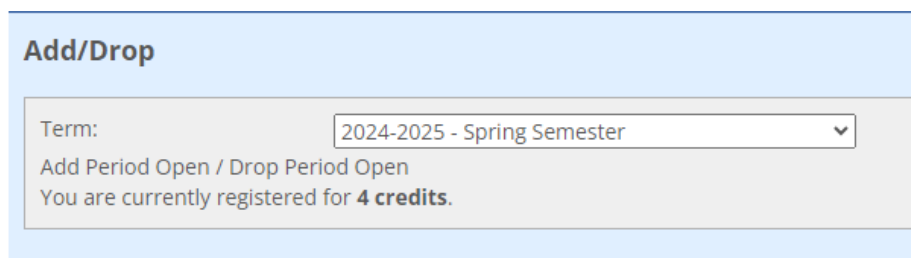 Add/Drop
Term: 2024-2025 - Spring Semester
Add Period Open / Drop Period Open
You are currently registered for 4 credits.